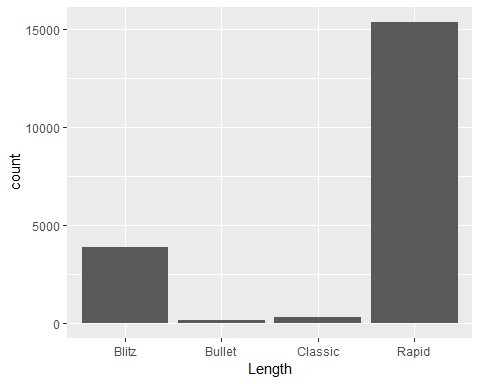 15000
10000
5000
0
count
Blitz Bullet Classic Rapid
Length